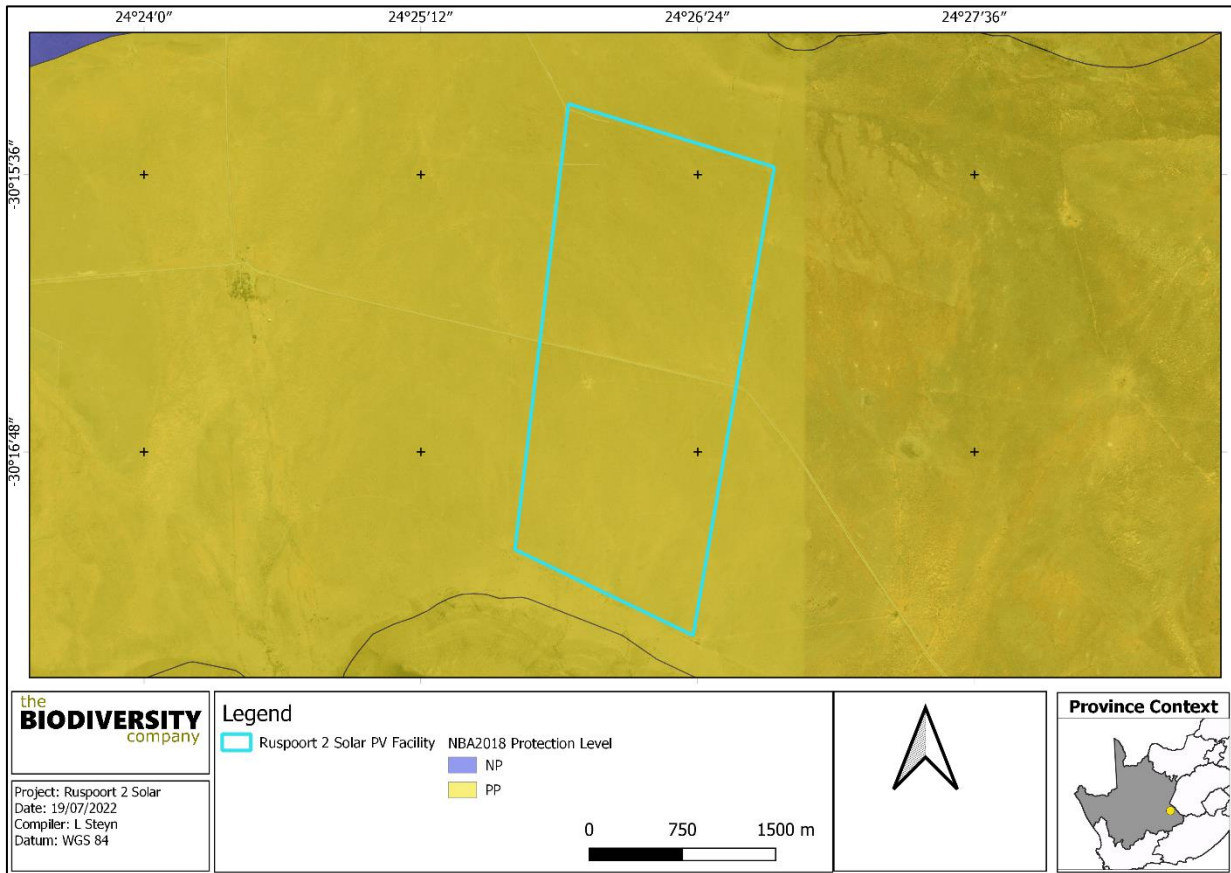 24°24′0″
24°25′12″
24°26′24″
24°27′36″
-30°15′36″
-30°16′48″
the
BIODIVERSITY
company
Project: Ruspoort 2 Solar
Date: 19/07/2022
Compiler: L Steyn
Datum: WGS 84
Legend
Ruspoort 2 Solar PV Facility
NBA2018 Protection Level
NP
PP
0 750 1500 m
Province Context